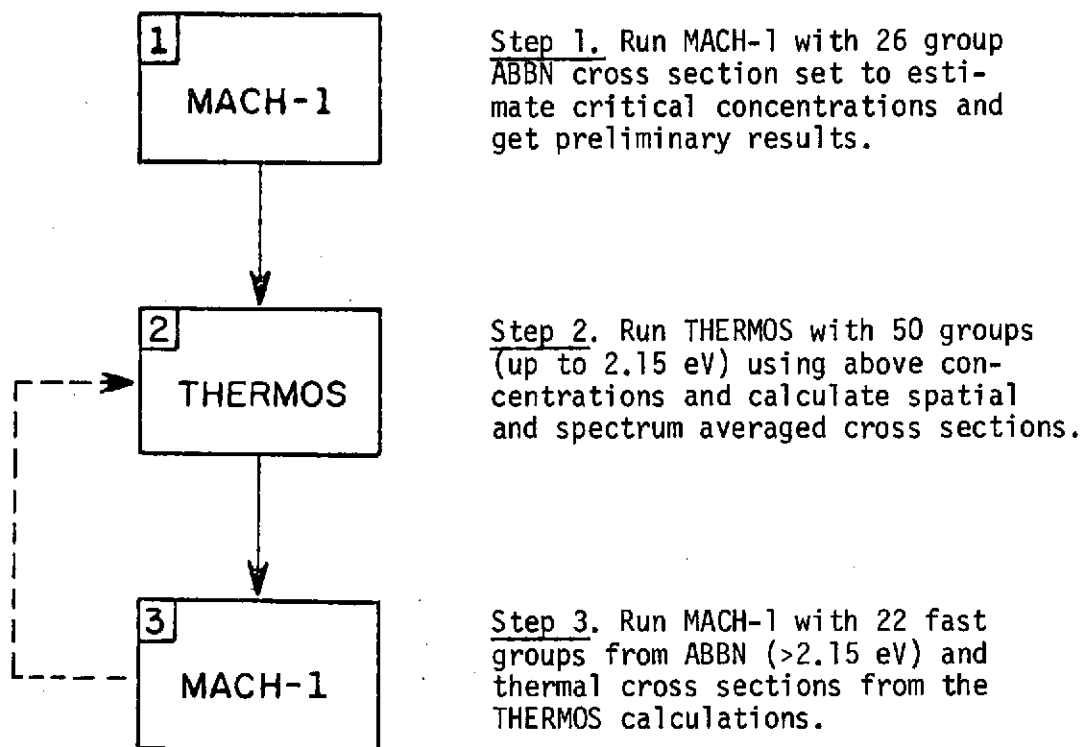 1
MACH-1
Step 1. Run MACH-1 with 26 group
ABBN cross section set to esti-
mate critical concentrations and
get preliminary results.
2
THERMOS
Step 2. Run THERMOS with 50 groups
(up to 2.15 eV) using above con-
centrations and calculate spatial
and spectrum averaged cross sections.
3
MACH-1
Step 3. Run MACH-1 with 22 fast
groups from ABBN (>2.15 eV) and
thermal cross sections from the
THERMOS calculations.